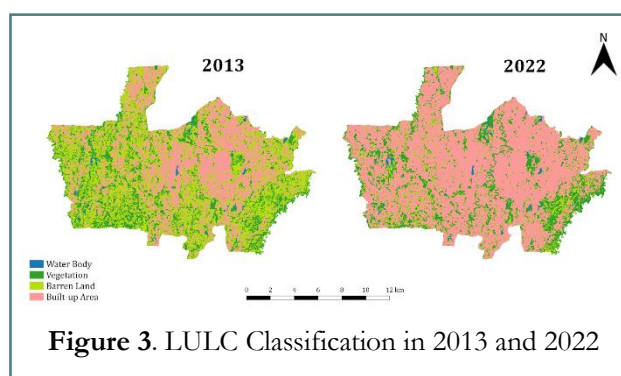 N
2013
2022
Water Body
Vegetation
Barren Land
Built-up Area
0 2 4 6 8 10 12 km
Figure 3. LULC Classification in 2013 and 2022